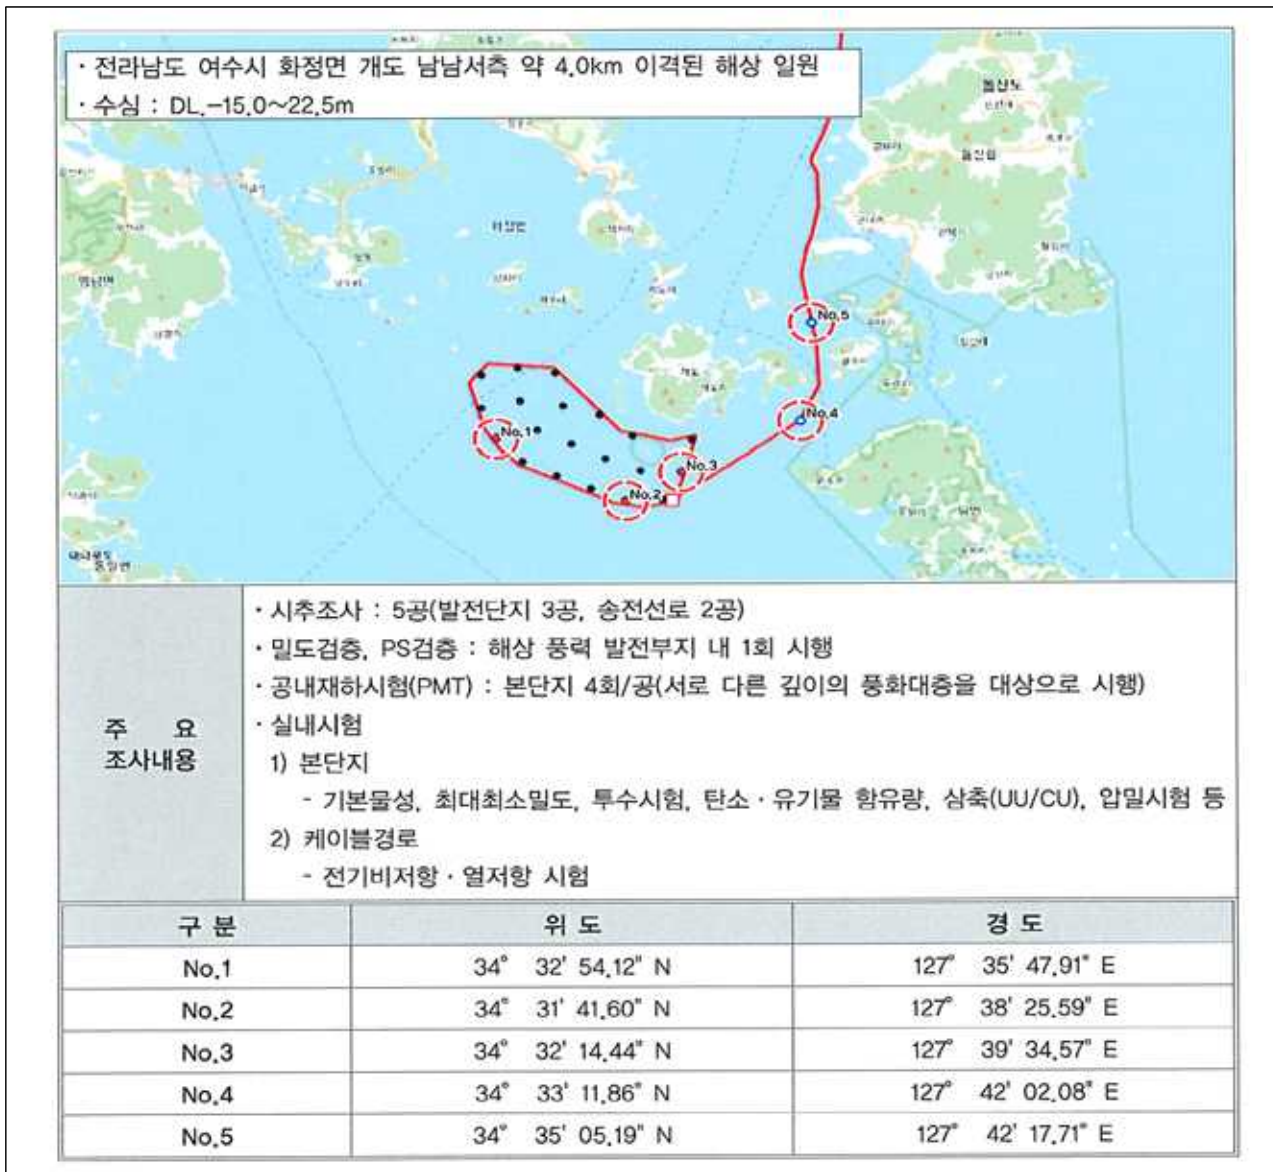 · 전라남도 여수시 화정면 개도 남남서측 약 4.0km 이격된 해상 일원
· 수심 : DL.-15.0~22.5m
돌산도
돌산읍
화정면
No.5
No.4
No.1
No.3
No.2
남면
주 요
조사내용
· 시추조사 : 5공(발전단지 3공, 송전선로 2공)
· 밀도검층, PS검층 : 해상 풍력 발전부지 내 1회 시행
· 공내재하시험(PMT) : 본단지 4회/공(서로 다른 깊이의 풍화대층을 대상으로 시행)
· 실내시험
1) 본단지
- 기본물성, 최대최소밀도, 투수시험, 탄소 · 유기물 함유량, 삼축(UU/CU), 압밀시험 등
2) 케이블경로
- 전기비저항 · 열저항 시험
구 분 위 도 경 도
No.1 34° 32' 54.12" N 127° 35' 47.91" E
No.2 34° 31' 41.60" N 127° 38' 25.59" E
No.3 34° 32' 14.44" N 127° 39' 34.57" E
No.4 34° 33' 11.86" N 127° 42' 02.08" E
No.5 34° 35' 05.19" N 127° 42' 17.71" E